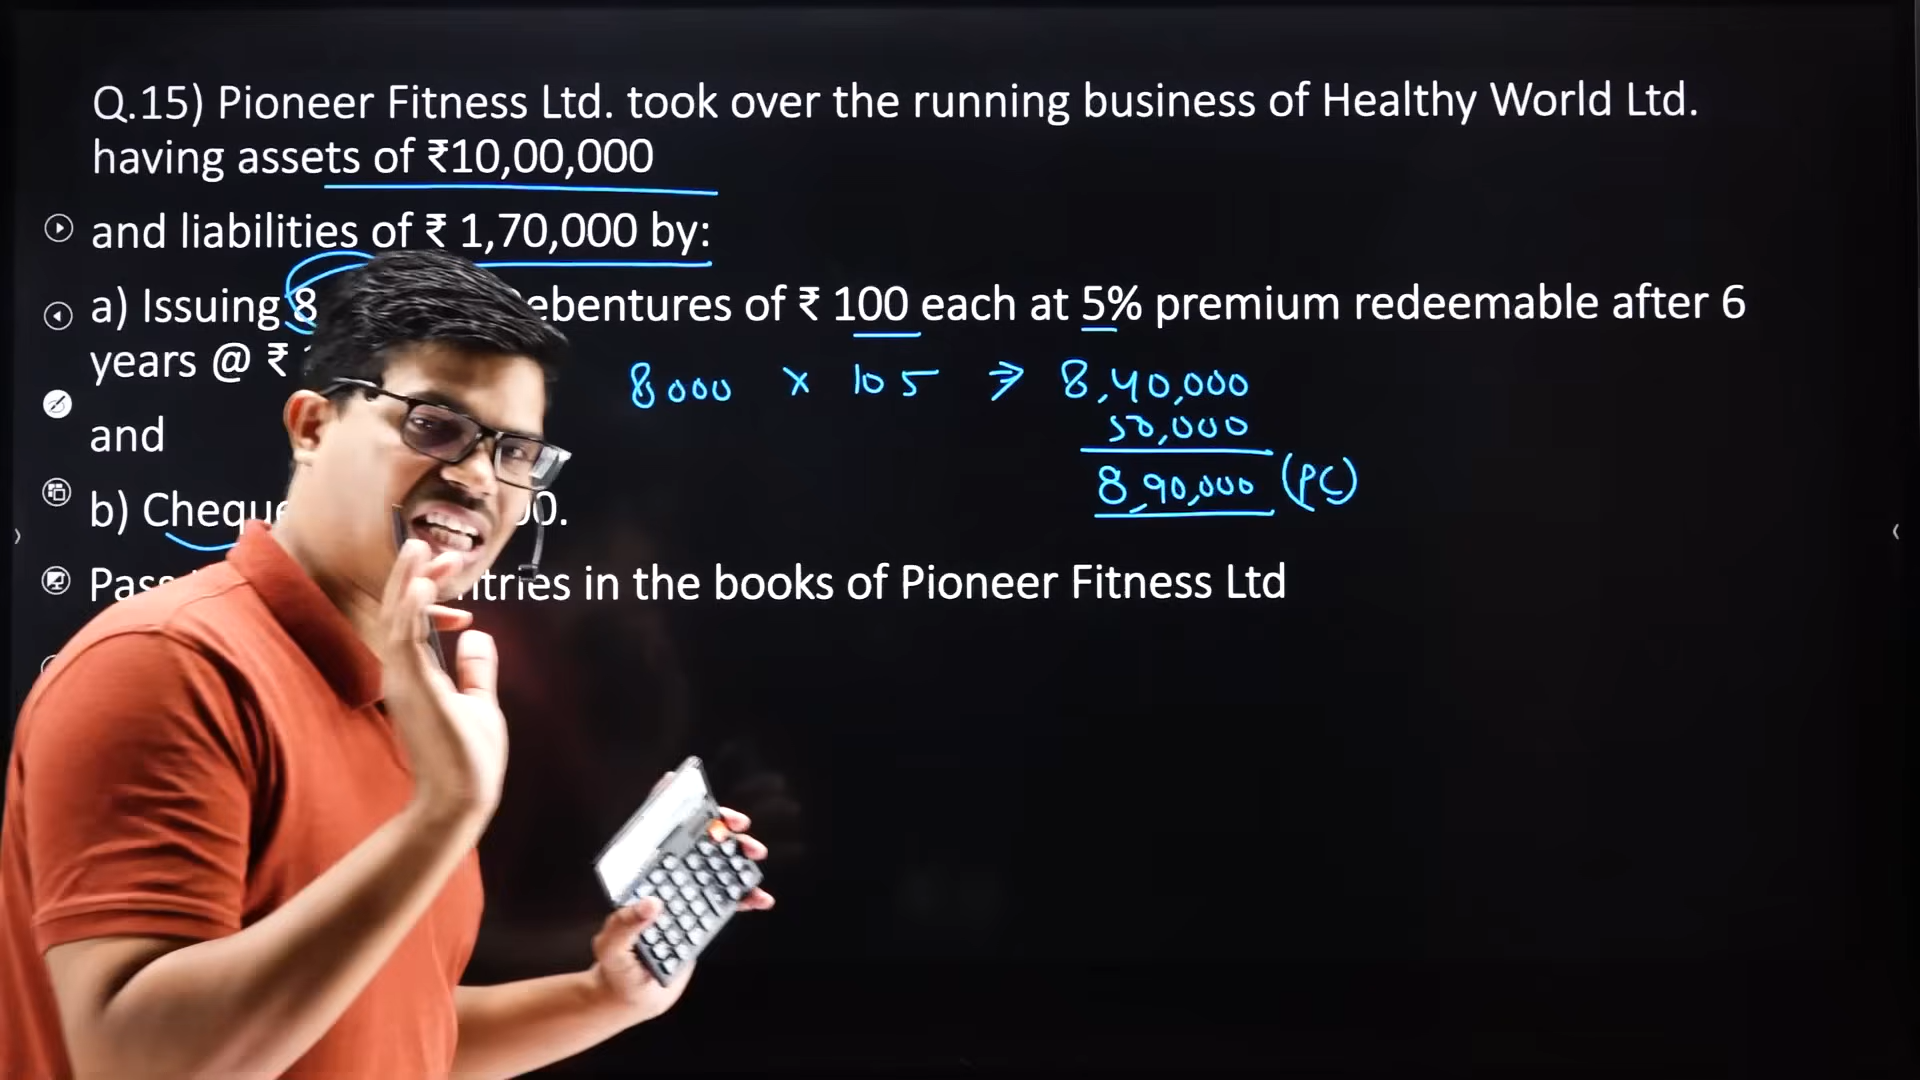 Q.15) Pioneer Fitness Ltd. took over the running business of Healthy World Ltd.
having assets of ₹10,00,000
and liabilities of ₹ 1,70,000 by:
a) Issuing 8 ebentures of ₹ 100 each at 5% premium redeemable after 6
years @ ₹
8000 x 105 ⇒ 8,40,000
50,000
and
8,90,000 (PC)
b) Cheque 00.
Pass ntries in the books of Pioneer Fitness Ltd